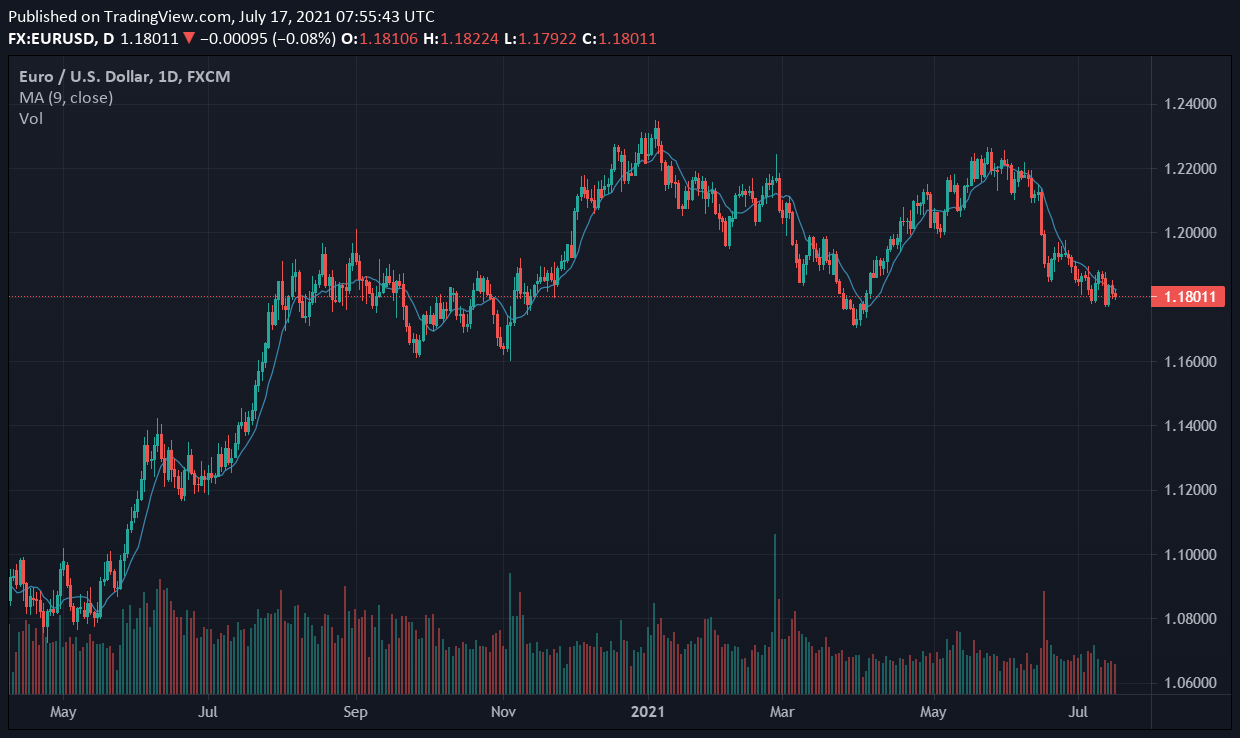 Published on TradingView.com, July 17, 2021 07:55:43 UTC
FX:EURUSD, D 1.18011 ▼ −0.00095 (−0.08%) O:1.18106 H:1.18224 L:1.17922 C:1.18011
Euro / U.S. Dollar, 1D, FXCM
MA (9, close)
Vol
1.24000
1.22000
1.20000
1.18011
1.16000
1.14000
1.12000
1.10000
1.08000
1.06000
May Jul Sep Nov 2021 Mar May Jul